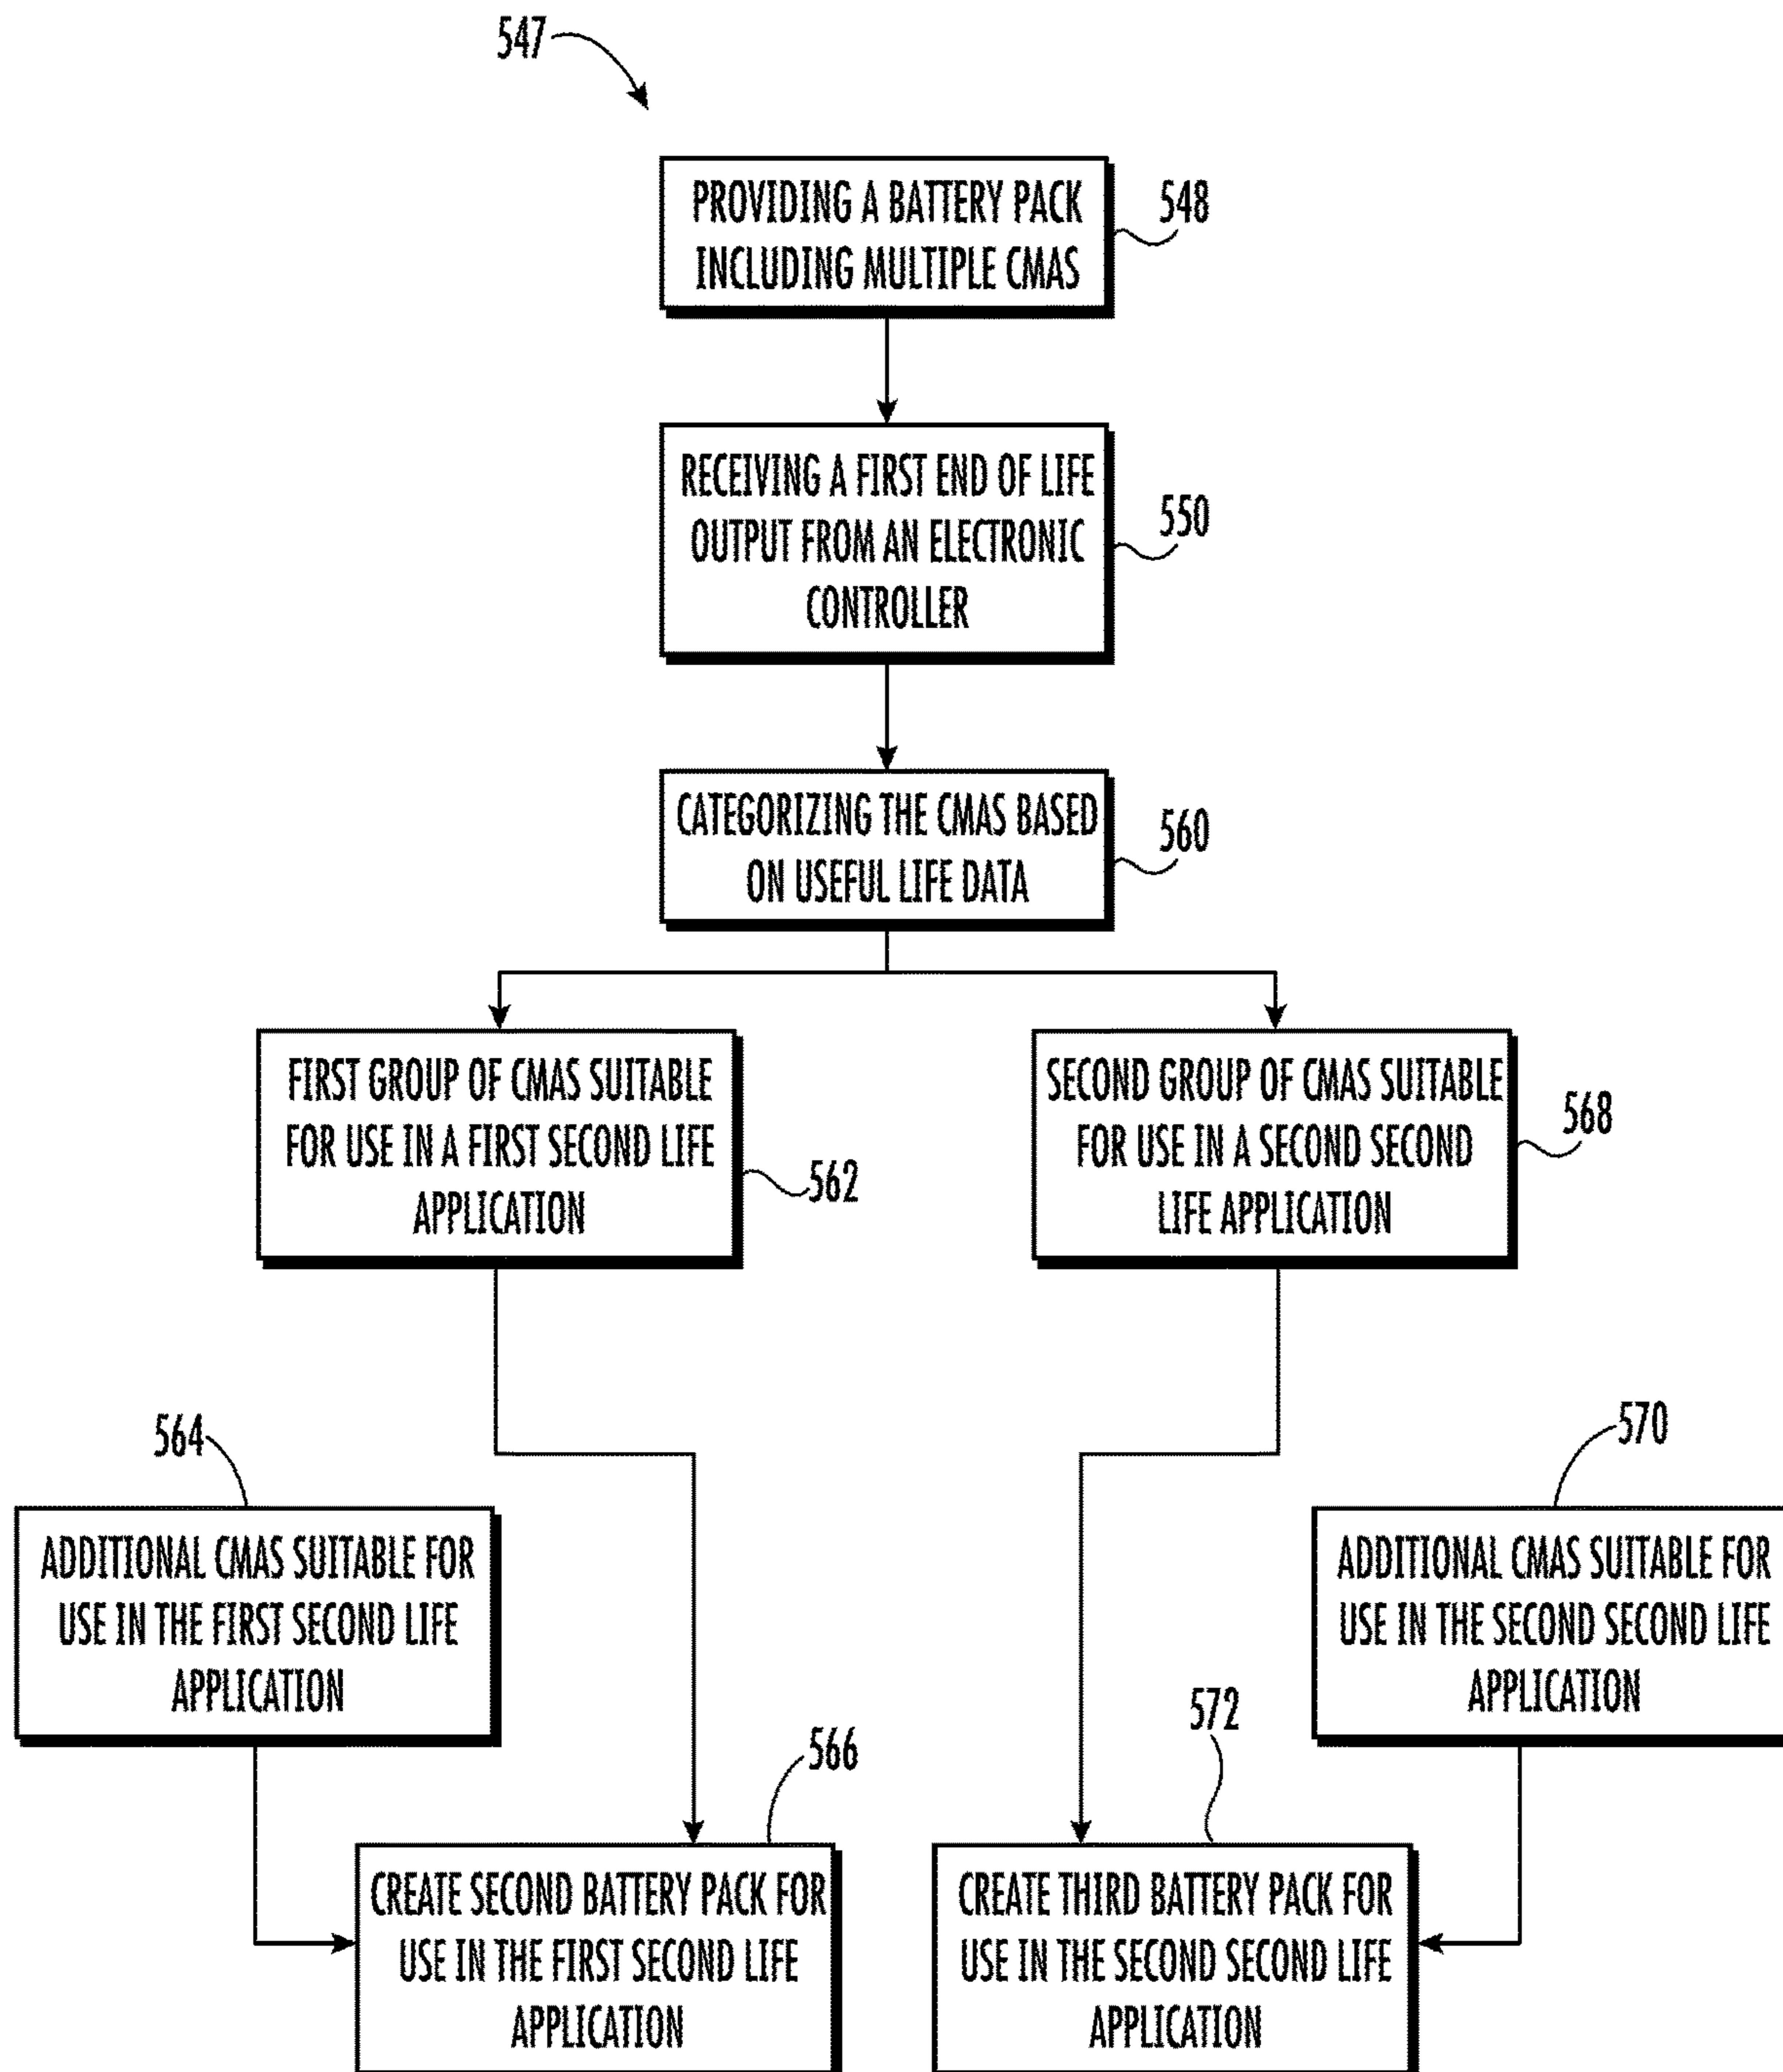 547
PROVIDING A BATTERY PACK
INCLUDING MULTIPLE CMAS
548
RECEIVING A FIRST END OF LIFE
OUTPUT FROM AN ELECTRONIC
CONTROLLER
550
CATEGORIZING THE CMAS BASED
ON USEFUL LIFE DATA
560
FIRST GROUP OF CMAS SUITABLE
FOR USE IN A FIRST SECOND LIFE
APPLICATION
562
SECOND GROUP OF CMAS SUITABLE
FOR USE IN A SECOND SECOND
LIFE APPLICATION
568
564
ADDITIONAL CMAS SUITABLE FOR
USE IN THE FIRST SECOND LIFE
APPLICATION
570
ADDITIONAL CMAS SUITABLE FOR
USE IN THE SECOND SECOND LIFE
APPLICATION
566
CREATE SECOND BATTERY PACK FOR
USE IN THE FIRST SECOND LIFE
APPLICATION
572
CREATE THIRD BATTERY PACK FOR
USE IN THE SECOND SECOND LIFE
APPLICATION